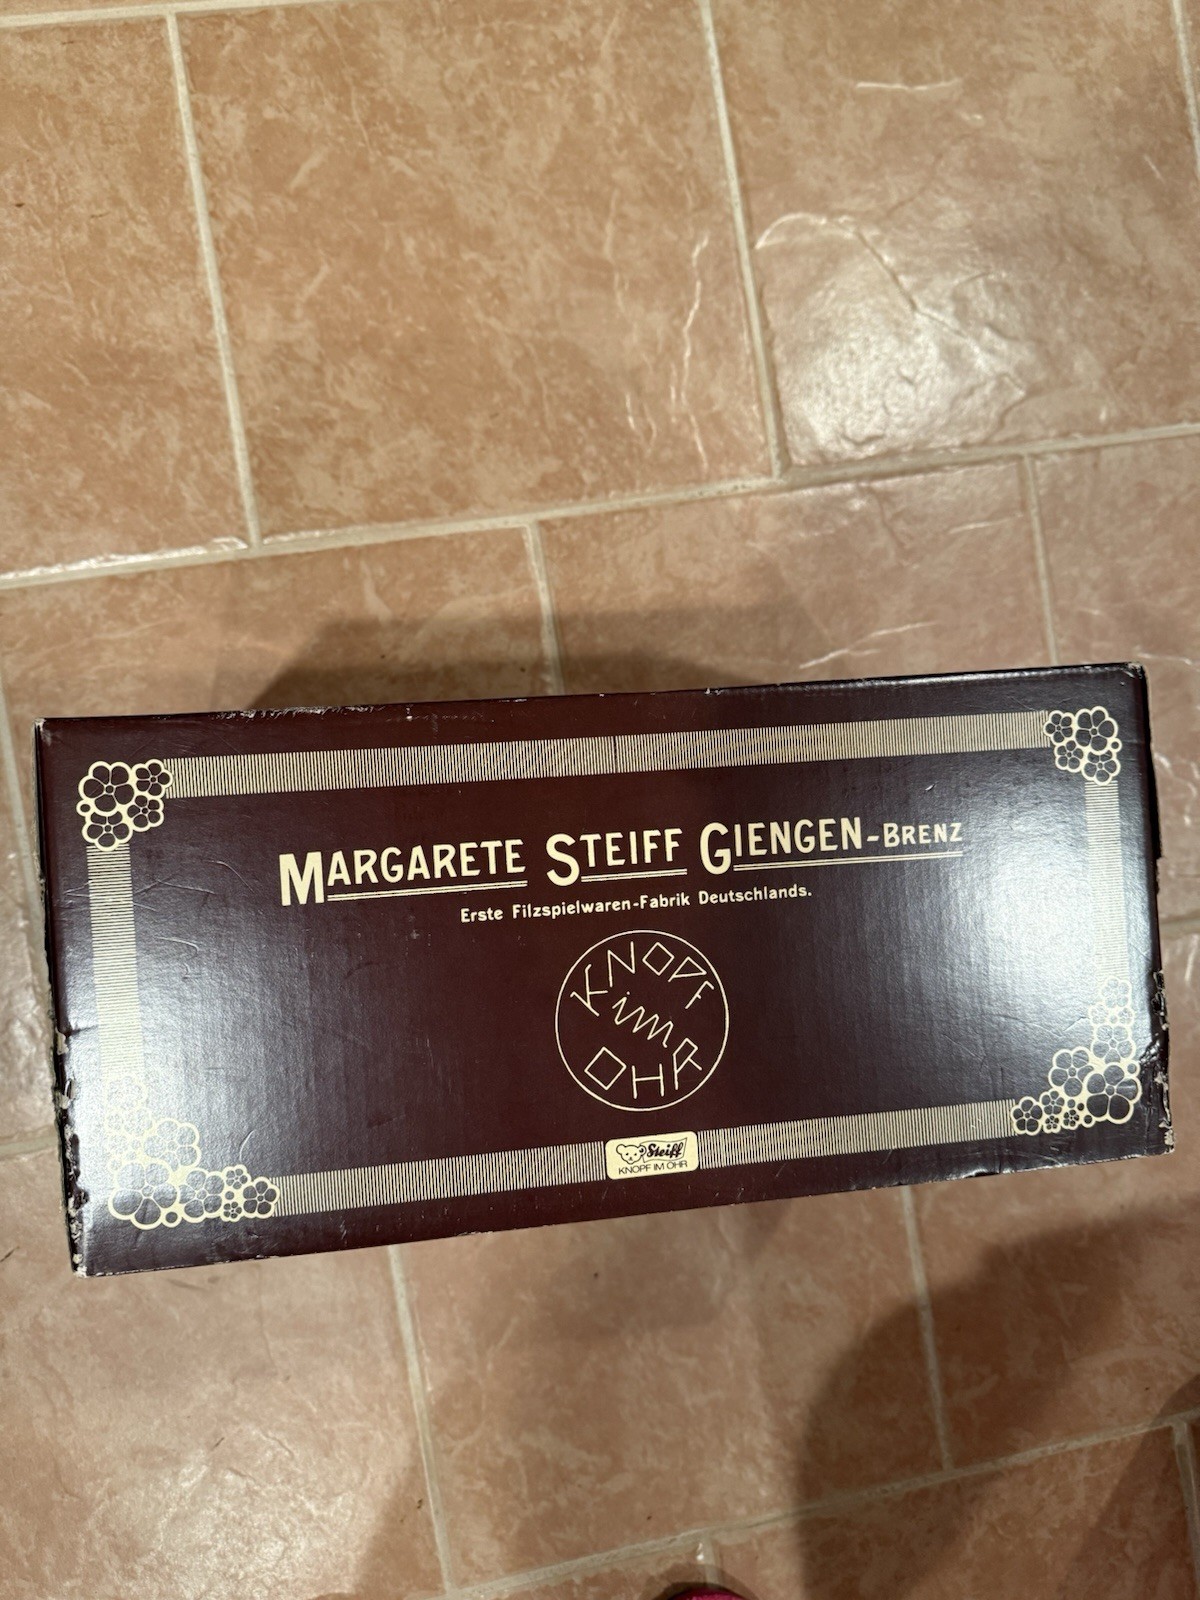 MARGARETE STEIFF GIENGEN-BRENZ
Erste Filzspielwaren-Fabrik Deutschlands.
KNOPF
im
OHR
Steiff
KNOPF IM OHR